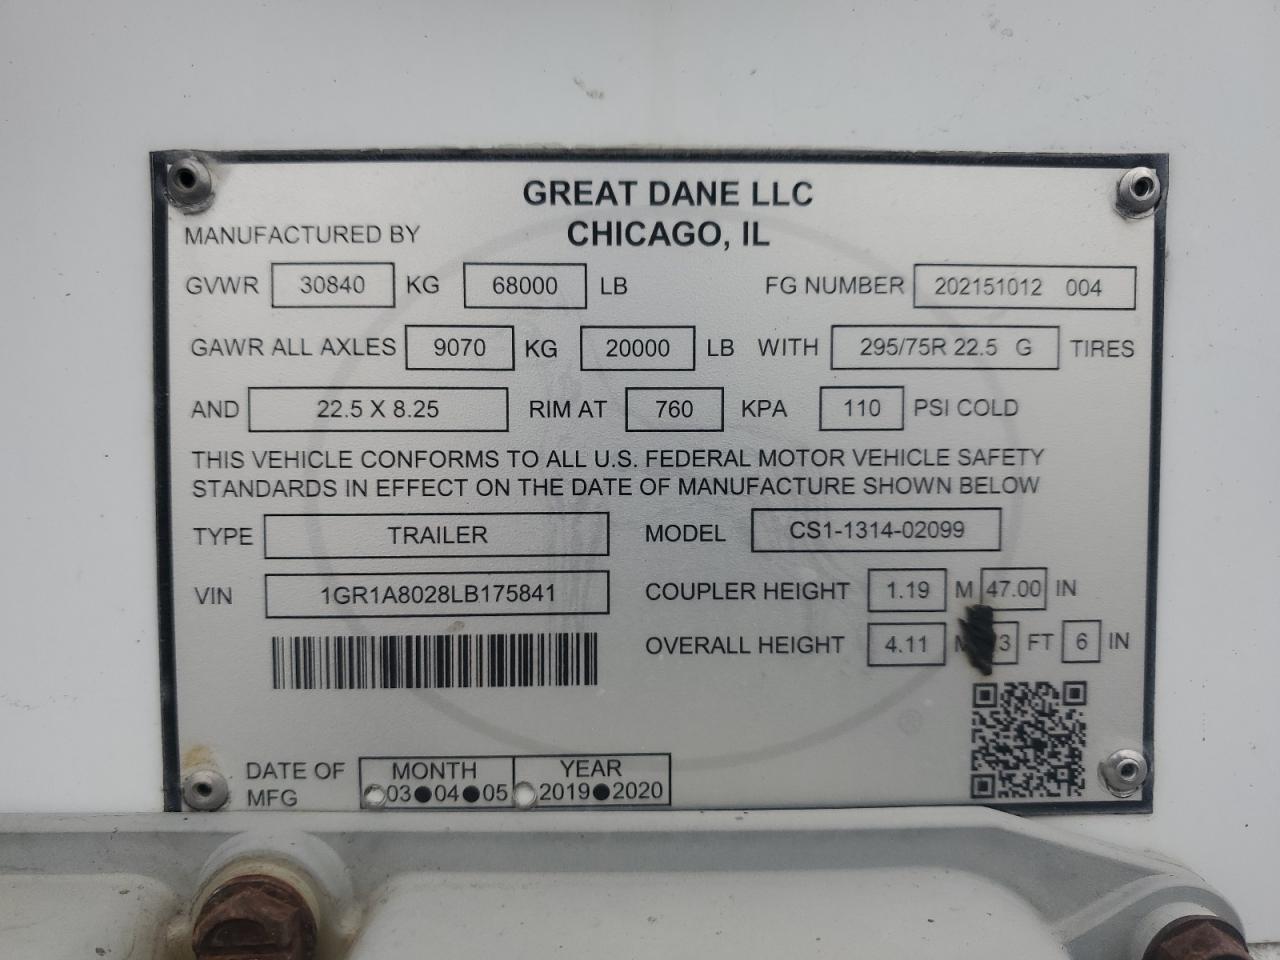 GREAT DANE LLC
MANUFACTURED BY CHICAGO, IL
GVWR 30840 KG 68000 LB FG NUMBER 202151012 004
GAWR ALL AXLES 9070 KG 20000 LB WITH 295/75R 22.5 G TIRES
AND 22.5 X 8.25 RIM AT 760 KPA 110 PSI COLD
THIS VEHICLE CONFORMS TO ALL U.S. FEDERAL MOTOR VEHICLE SAFETY
STANDARDS IN EFFECT ON THE DATE OF MANUFACTURE SHOWN BELOW
TYPE TRAILER MODEL CS1-1314-02099
VIN 1GR1A8028LB175841 COUPLER HEIGHT 1.19 M 47.00 IN
OVERALL HEIGHT 4.11 FT 6 IN
DATE OF MFG MONTH YEAR
03 04 05 2019 2020